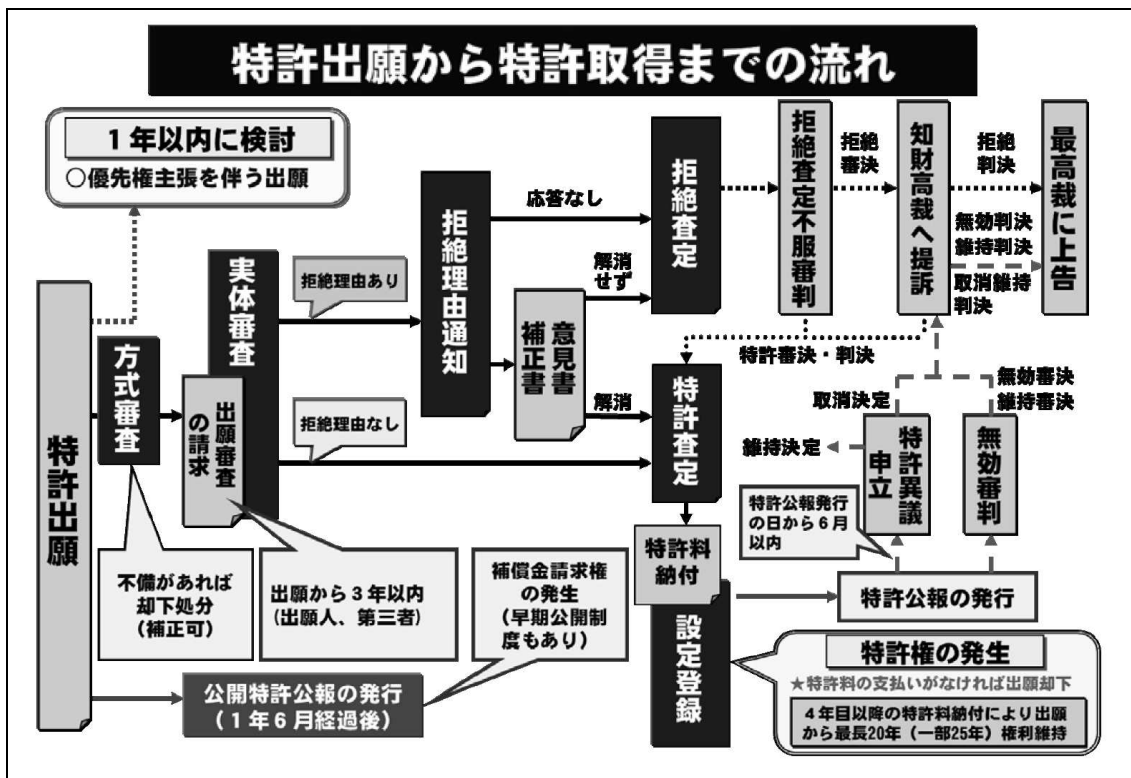 特許出願から特許取得までの流れ
１年以内に検討
○優先権主張を伴う出願
特許出願
方式審査
実体審査
出願審査
の請求
拒絶理由あり
拒絶理由なし
拒絶理由通知
応答なし
解消
せず
意見書
補正書
解消
拒絶査定
特許査定
拒絶査定不服審判
拒絶
審決
知財高裁へ提訴
拒絶
判決
無効判決
維持判決
取消維持
判決
最高裁に上告
特許審決・判決
取消決定
無効審決
維持審決
維持決定
特許異議
申立
無効審判
特許公報発行
の日から６月
以内
特許公報の発行
特許料
納付
設定登録
不備があれば
却下処分
（補正可）
出願から３年以内
（出願人、第三者）
補償金請求権
の発生
（早期公開制
度もあり）
公開特許公報の発行
（１年６月経過後）
特許権の発生
★特許料の支払いがなければ出願却下
４年目以降の特許料納付により出願
から最長20年（一部25年）権利維持